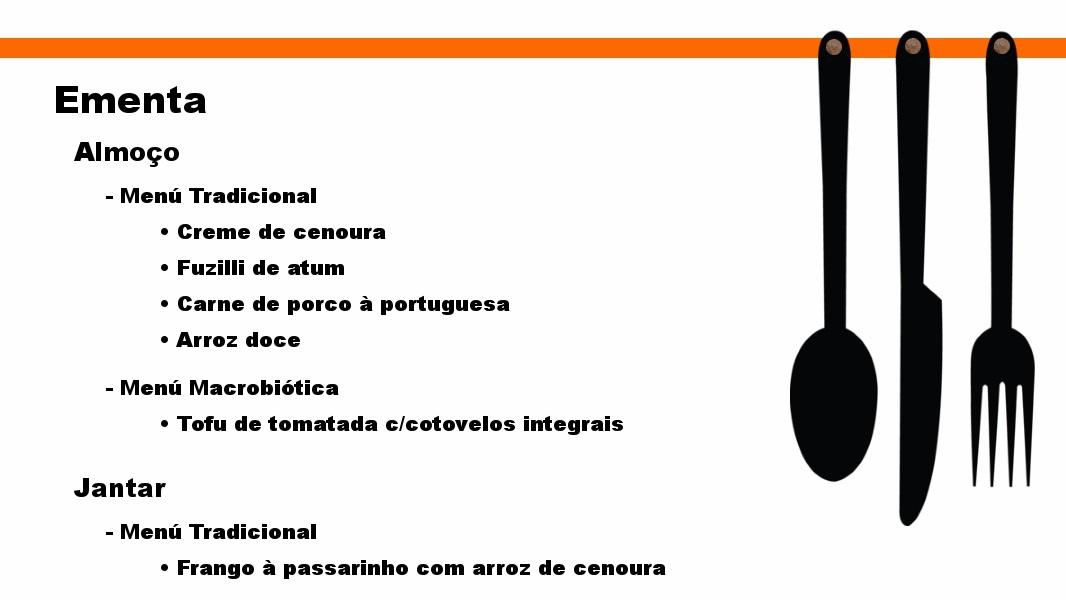 Ementa
Almoço
- Menú Tradicional
• Creme de cenoura
• Fuzilli de atum
• Carne de porco à portuguesa
• Arroz doce
- Menú Macrobiótica
• Tofu de tomatada c/cotovelos integrais
Jantar
- Menú Tradicional
• Frango à passarinho com arroz de cenoura